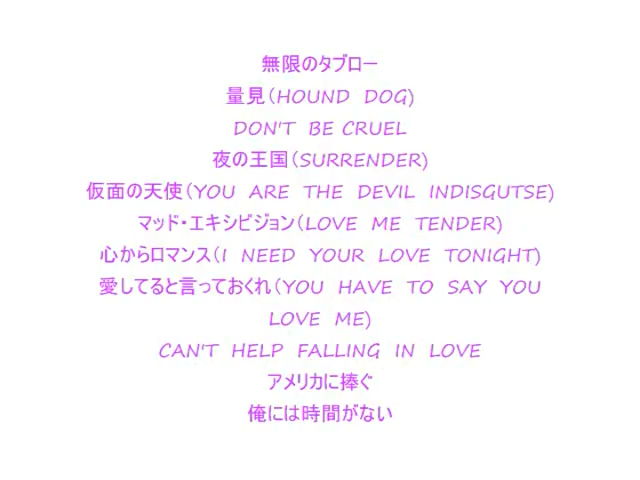 無限のタブロー
量見(HOUND DOG)
DON'T BE CRUEL
夜の王国(SURRENDER)
仮面の天使(YOU ARE THE DEVIL INDISGUTSE)
マッド・エキシビジョン(LOVE ME TENDER)
心からロマンス(I NEED YOUR LOVE TONIGHT)
愛してると言っておくれ(YOU HAVE TO SAY YOU
LOVE ME)
CAN'T HELP FALLING IN LOVE
アメリカに捧ぐ
俺には時間がない